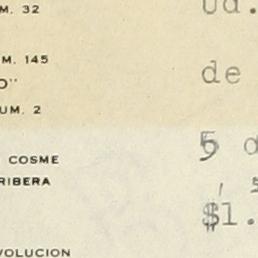 M. 32
Ud.
M. 145
de
O"
UM. 2
5 d
COSME
RIBERA
$1.
VOLUCION